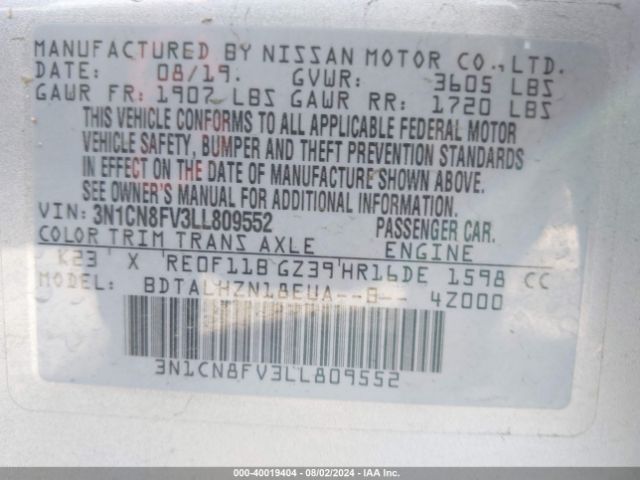 MANUFACTURED BY NISSAN MOTOR CO.,LTD.
DATE: 08/19. GVWR: 3605 LBS
GAWR FR: 1907 LBS GAWR RR: 1720 LBS
THIS VEHICLE CONFORMS TO ALL APPLICABLE FEDERAL MOTOR
VEHICLE SAFETY, BUMPER AND THEFT PREVENTION STANDARDS
IN EFFECT ON THE DATE OF MANUFACTURE SHOWN ABOVE.
SEE OWNER'S MANUAL FOR ADDITIONAL INFORMATION.
VIN: 3N1CN8FV3LL809552 PASSENGER CAR.
COLOR TRIM TRANS AXLE ENGINE
K23 X RE0F11B GZ39 HR16DE 1598 CC
BDTALHZN18EUA--B-- 4Z000
3N1CN8FV3LL809552
000-40019404 - 08/02/2024 - IAA Inc.